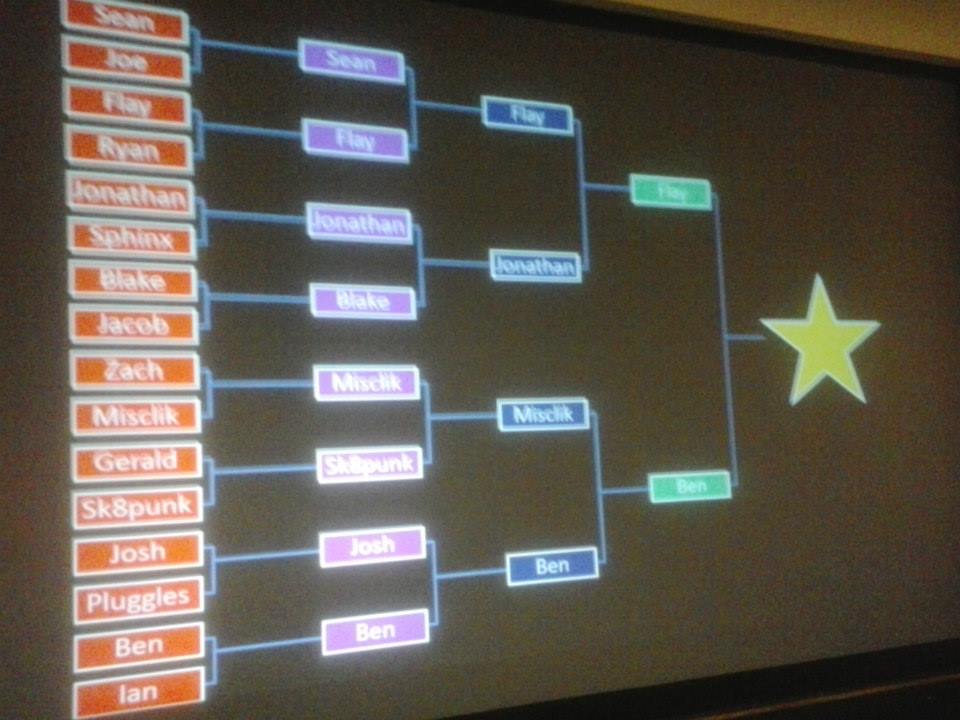 Sean
Joe
Flay
Ryan
Jonathan
Sphinx
Blake
Jacob
Zach
Misclik
Gerald
Sk8punk
Josh
Pluggles
Ben
Ian
Sean
Flay
Jonathan
Blake
Misclik
Sk8punk
Josh
Ben
Flay
Jonathan
Misclik
Ben
Flay
Ben